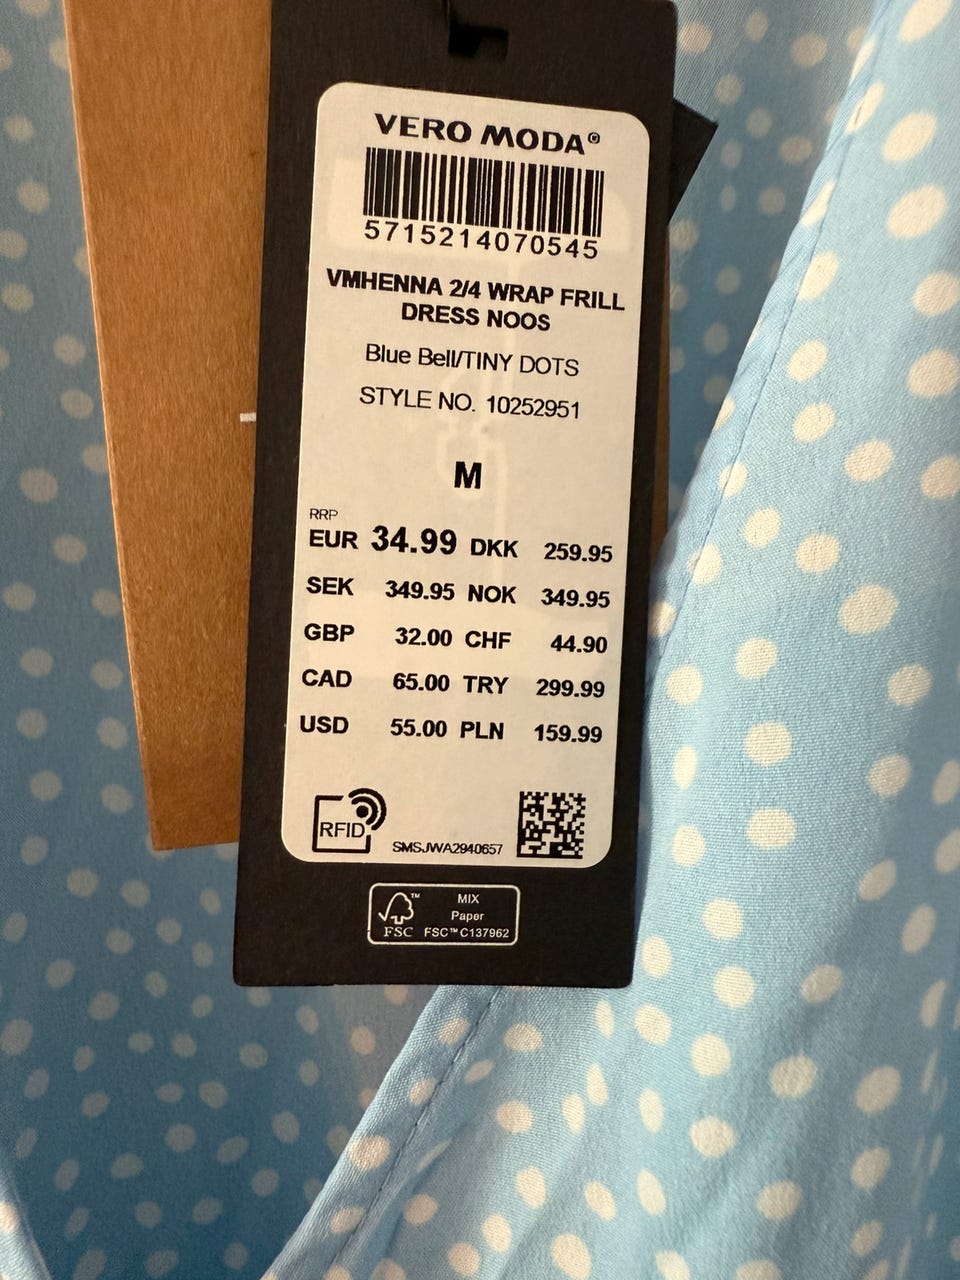 VERO MODA®
5715214070545
VMHENNA 2/4 WRAP FRILL
DRESS NOOS
Blue Bell/TINY DOTS
STYLE NO. 10252951
M
RRP
EUR 34.99 DKK 259.95
SEK 349.95 NOK 349.95
GBP 32.00 CHF 44.90
CAD 65.00 TRY 299.99
USD 55.00 PLN 159.99
RFID
SMSJWA2940657
FSC™
MIX
Paper
FSC™ C137962